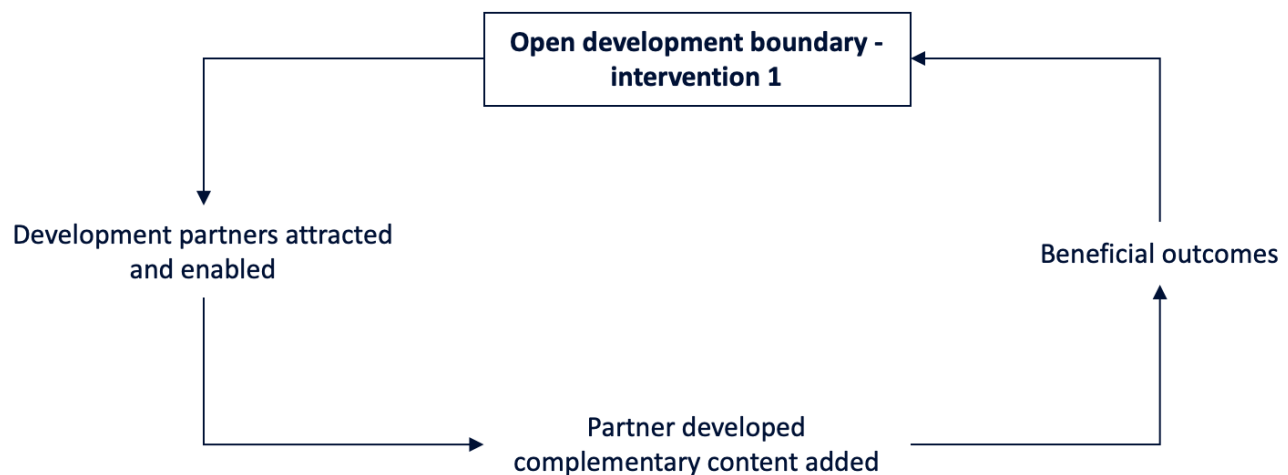 Open development boundary -
intervention 1
Development partners attracted
and enabled
Beneficial outcomes
Partner developed
complementary content added